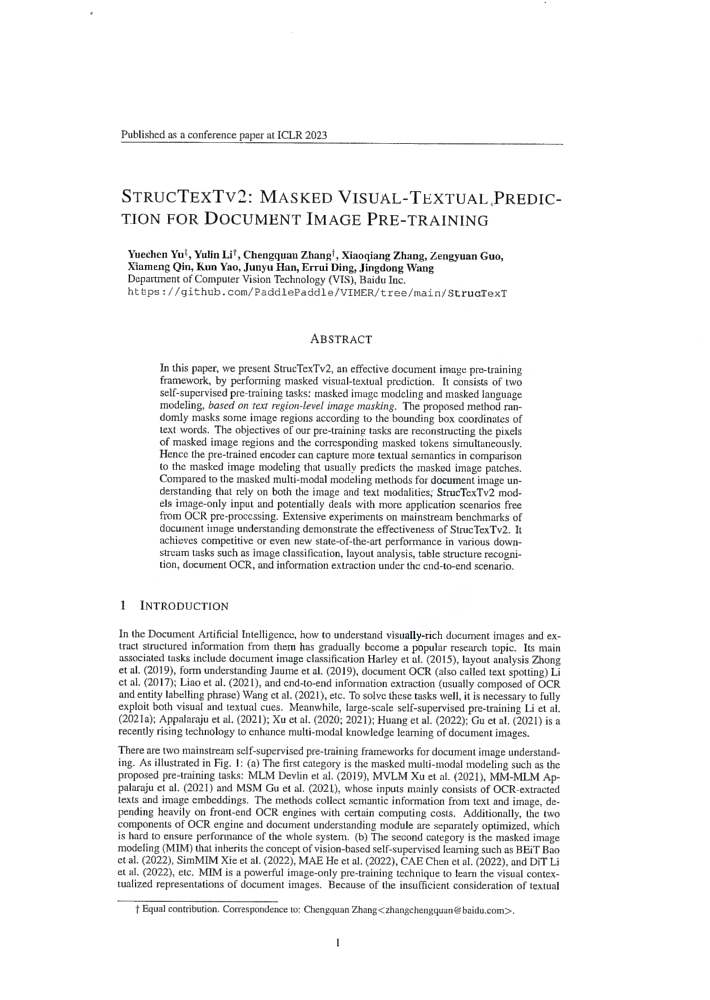 Published as a conference paper at ICLR 2023
STRUCTEXTV2: MASKED VISUAL-TEXTUAL PREDIC-
TION FOR DOCUMENT IMAGE PRE-TRAINING
Yuechen Yu†, Yulin Li†, Chengquan Zhang†, Xiaoqiang Zhang, Zengyuan Guo,
Xiameng Qin, Kun Yao, Junyu Han, Errui Ding, Jingdong Wang
Department of Computer Vision Technology (VIS), Baidu Inc.
https://github.com/PaddlePaddle/VIMER/tree/main/StrucTexT
ABSTRACT
In this paper, we present StrucTexTv2, an effective document image pre-training
framework, by performing masked visual-textual prediction. It consists of two
self-supervised pre-training tasks: masked image modeling and masked language
modeling, based on text region-level image masking. The proposed method ran-
domly masks some image regions according to the bounding box coordinates of
text words. The objectives of our pre-training tasks are reconstructing the pixels
of masked image regions and the corresponding masked tokens simultaneously.
Hence the pre-trained encoder can capture more textual semantics in comparison
to the masked image modeling that usually predicts the masked image patches.
Compared to the masked multi-modal modeling methods for document image un-
derstanding that rely on both the image and text modalities, StrucTexTv2 mod-
els image-only input and potentially deals with more application scenarios free
from OCR pre-processing. Extensive experiments on mainstream benchmarks of
document image understanding demonstrate the effectiveness of StrucTexTv2. It
achieves competitive or even new state-of-the-art performance in various down-
stream tasks such as image classification, layout analysis, table structure recogni-
tion, document OCR, and information extraction under the end-to-end scenario.
1 INTRODUCTION
In the Document Artificial Intelligence, how to understand visually-rich document images and ex-
tract structured information from them has gradually become a popular research topic. Its main
associated tasks include document image classification Harley et al. (2015), layout analysis Zhong
et al. (2019), form understanding Jaume et al. (2019), document OCR (also called text spotting) Li
et al. (2017); Liao et al. (2021), and end-to-end information extraction (usually composed of OCR
and entity labelling phrase) Wang et al. (2021), etc. To solve these tasks well, it is necessary to fully
exploit both visual and textual cues. Meanwhile, large-scale self-supervised pre-training Li et al.
(2021a); Appalaraju et al. (2021); Xu et al. (2020; 2021); Huang et al. (2022); Gu et al. (2021) is a
recently rising technology to enhance multi-modal knowledge learning of document images.
There are two mainstream self-supervised pre-training frameworks for document image understand-
ing. As illustrated in Fig. 1: (a) The first category is the masked multi-modal modeling such as the
proposed pre-training tasks: MLM Devlin et al. (2019), MVLM Xu et al. (2021), MM-MLM Ap-
palaraju et al. (2021) and MSM Gu et al. (2021), whose inputs mainly consists of OCR-extracted
texts and image embeddings. The methods collect semantic information from text and image, de-
pending heavily on front-end OCR engines with certain computing costs. Additionally, the two
components of OCR engine and document understanding module are separately optimized, which
is hard to ensure performance of the whole system. (b) The second category is the masked image
modeling (MIM) that inherits the concept of vision-based self-supervised learning such as BEiT Bao
et al. (2022), SimMIM Xie et al. (2022), MAE He et al. (2022), CAE Chen et al. (2022), and DiT Li
et al. (2022), etc. MIM is a powerful image-only pre-training technique to learn the visual contex-
tualized representations of document images. Because of the insufficient consideration of textual
† Equal contribution. Correspondence to: Chengquan Zhang<zhangchengquan@baidu.com>.
1